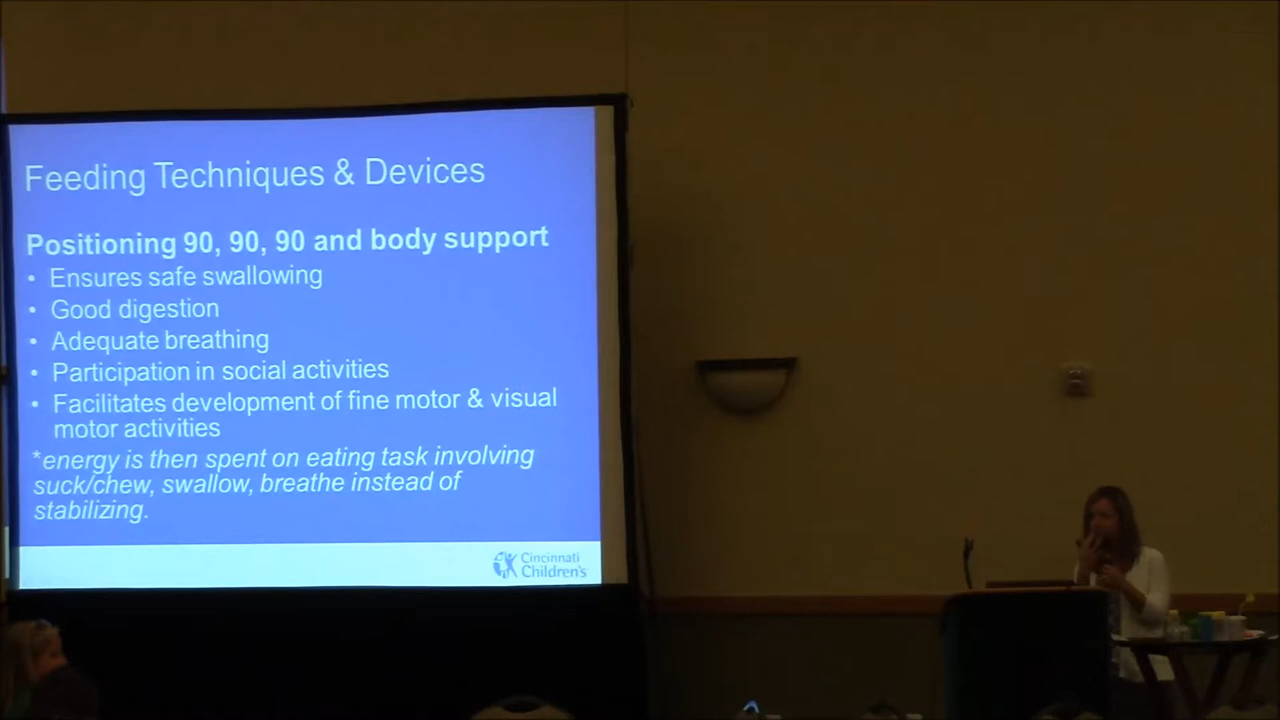 Feeding Techniques & Devices
Positioning 90, 90, 90 and body support
• Ensures safe swallowing
• Good digestion
• Adequate breathing
• Participation in social activities
• Facilitates development of fine motor & visual
motor activities
*energy is then spent on eating task involving
suck/chew, swallow, breathe instead of
stabilizing.
Cincinnati
Children's